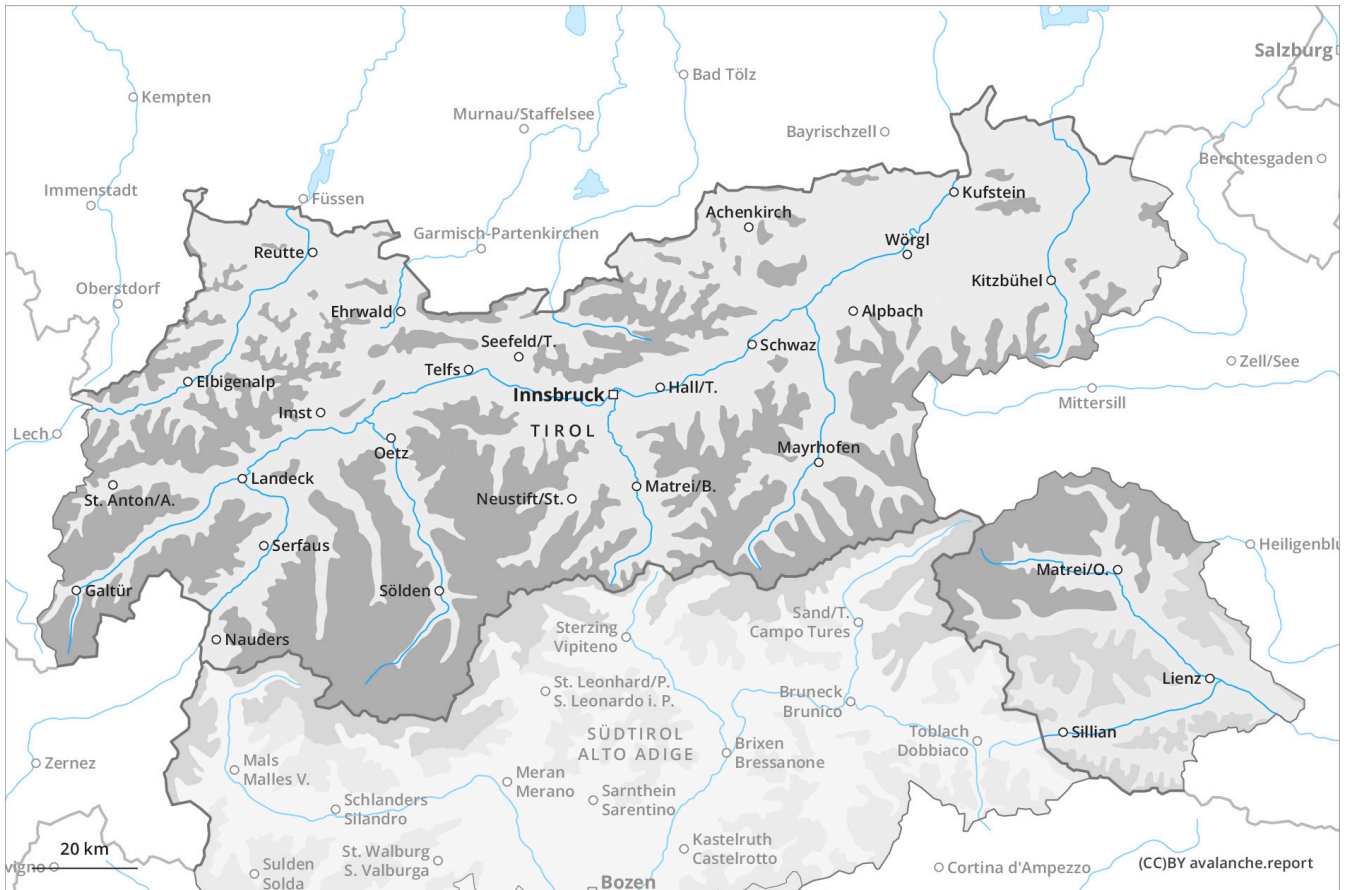 Salzburg
Bad Tölz
Kempten
Murnau/Staffelsee
Bayrischzell
Berchtesgaden
Immenstadt
Füssen
Kufstein
Achenkirch
Garmisch-Partenkirchen
Wörgl
Reutte
Kitzbühel
Oberstdorf
Ehrwald
Alpbach
Seefeld/T.
Schwaz
Zell/See
Telfs
Elbigenalp
Hall/T.
Innsbruck
Mittersill
Imst
TIROL
Lech
Oetz
Mayrhofen
Landeck
Matrei/B.
St. Anton/A.
Neustift/St.
Serfaus
Heiligenblu
Matrei/O.
Galtür
Sölden
Sand/T.
Campo Tures
Nauders
Sterzing
Vipiteno
Lienz
St. Leonhard/P.
S. Leonardo i. P.
Bruneck
Brunico
SÜDTIROL
ALTO ADIGE
Toblach
Dobbiaco
Sillian
Brixen
Bressanone
Zernez
Mals
Malles V.
Meran
Merano
Sarnthein
Sarentino
Schlanders
Silandro
Kastelruth
Castelrotto
20 km
St. Walburg
S. Valburga
vigno
Sulden
Solda
Cortina d'Ampezzo
(CC)BY avalanche.report
Bozen